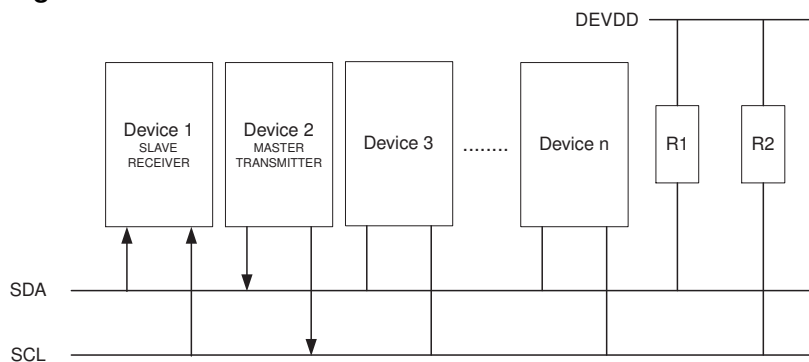 DEVDD
Device 1
SLAVE
RECEIVER
Device 2
MASTER
TRANSMITTER
Device 3
........
Device n
R1
R2
SDA
SCL